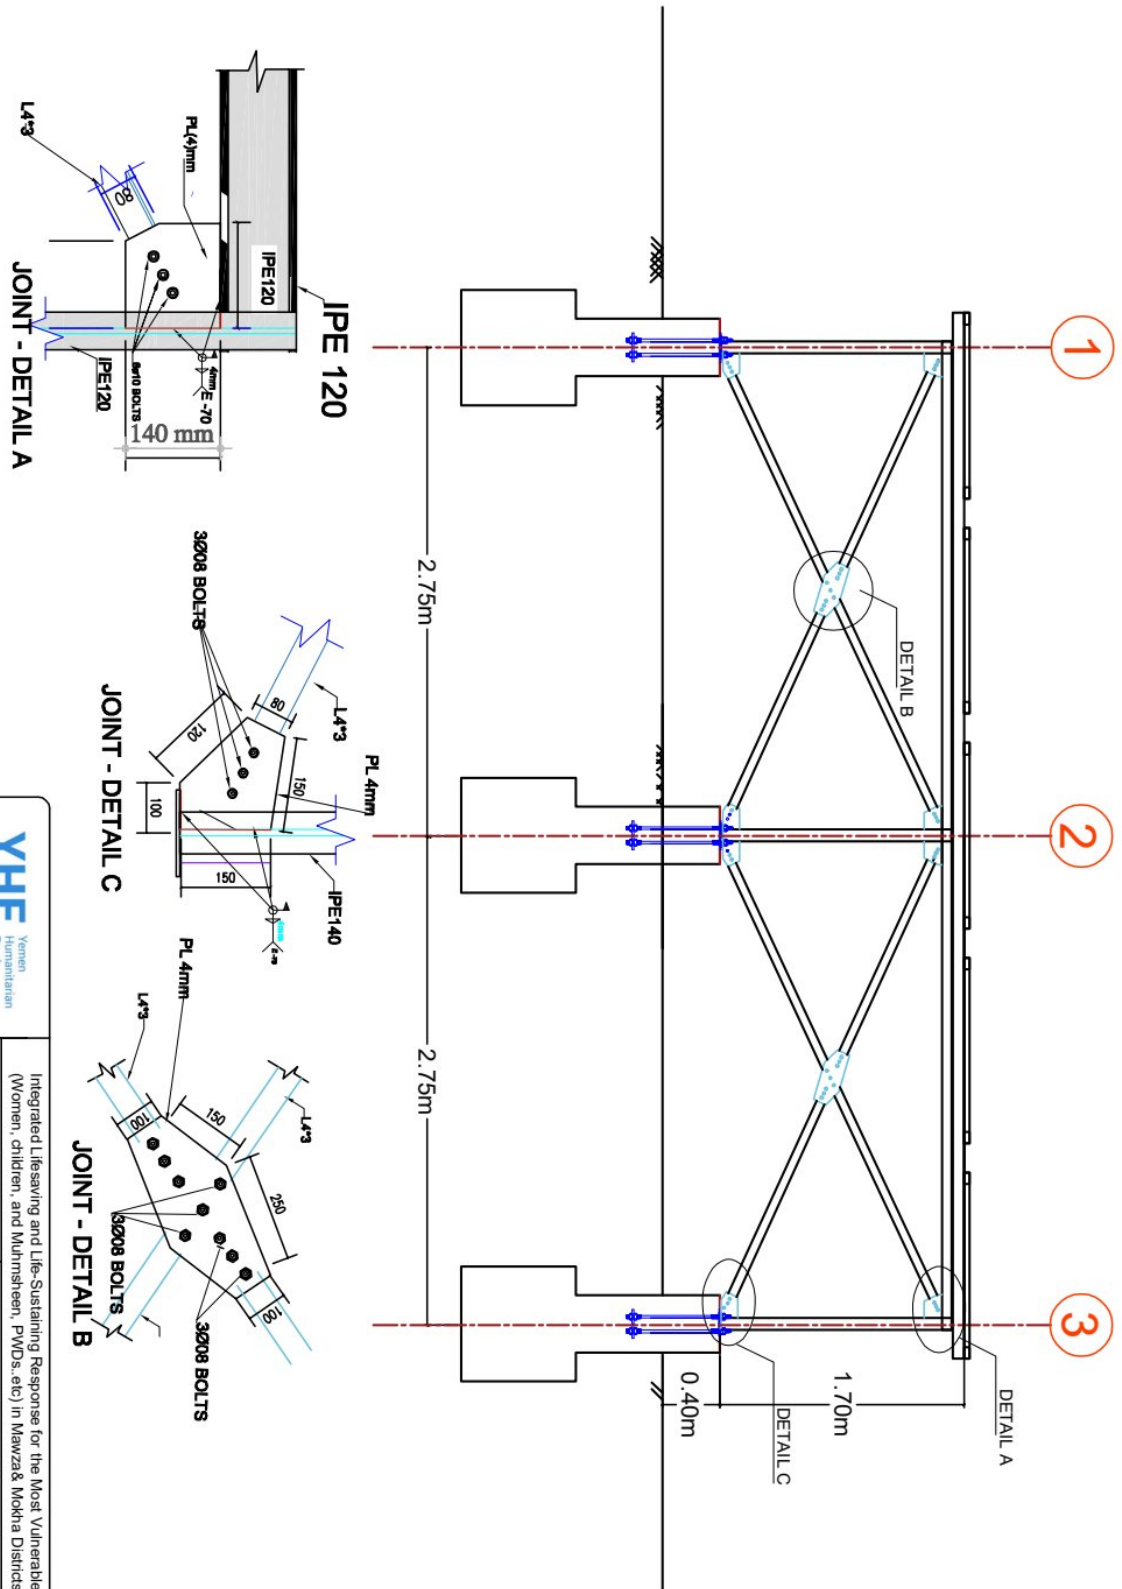 1
2
3
DETAIL B
DETAIL A
DETAIL C
1.70m
0.40m
2.75m
2.75m
IPE 120
IPE120
PL(4)mm
L4*3
80
4mm E -70
IPE120
140 mm
JOINT - DETAIL A
3Ø08 BOLTS
L4*3
80
PL 4mm
150
120
100
150
IPE140
JOINT - DETAIL C
PL 4mm
L4*3
L4*3
150
100
250
100
3Ø08 BOLTS
3Ø08 BOLTS
JOINT - DETAIL B
YHF
Yemen
Humanitarian
Integrated Lifesaving and Life-Sustaining Response for the Most Vulnerable
(Women, children, and Muhmsheen, PWDs..etc) in Mawza& Mokha Districts